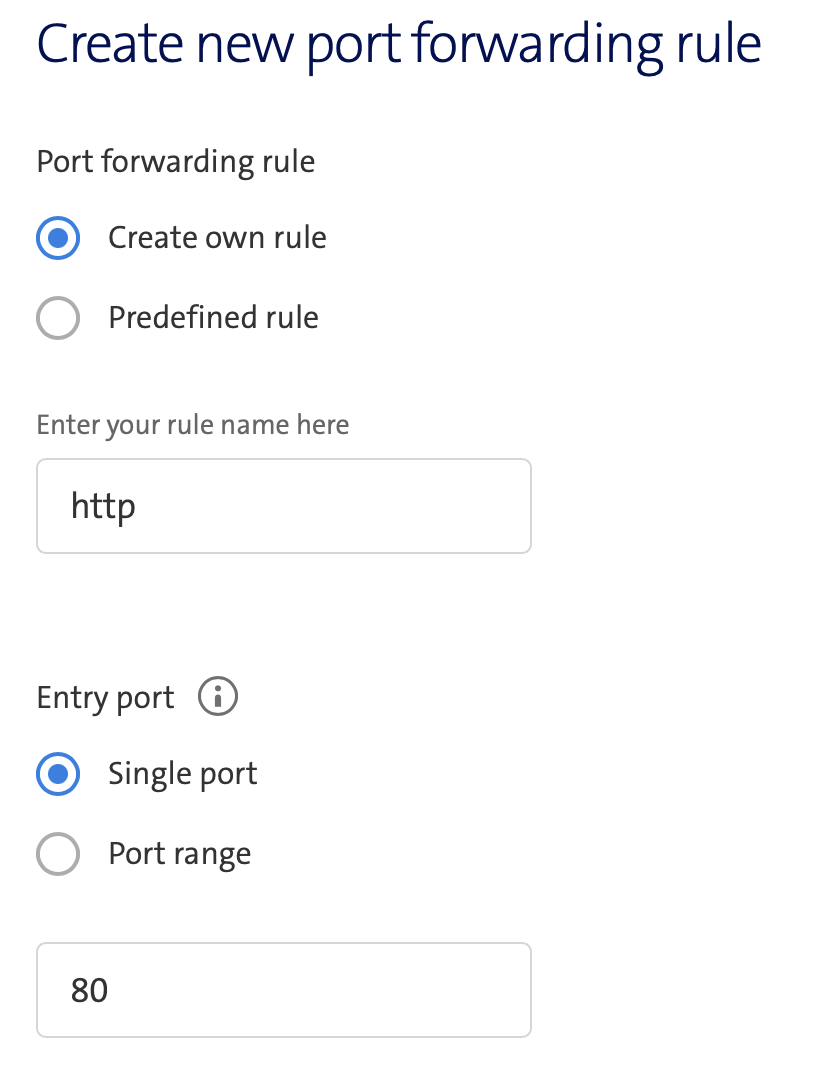 Create new port forwarding rule
Port forwarding rule
Create own rule
Predefined rule
Enter your rule name here
http
Entry port
Single port
Port range
80